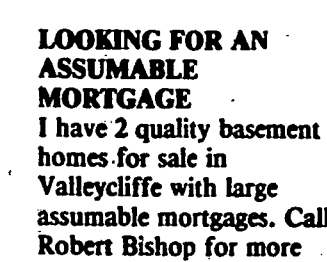 LOOKING FOR AN
ASSUMABLE
MORTGAGE
I have 2 quality basement
homes for sale in
Valleycliffe with large
assumable mortgages. Call
Robert Bishop for more